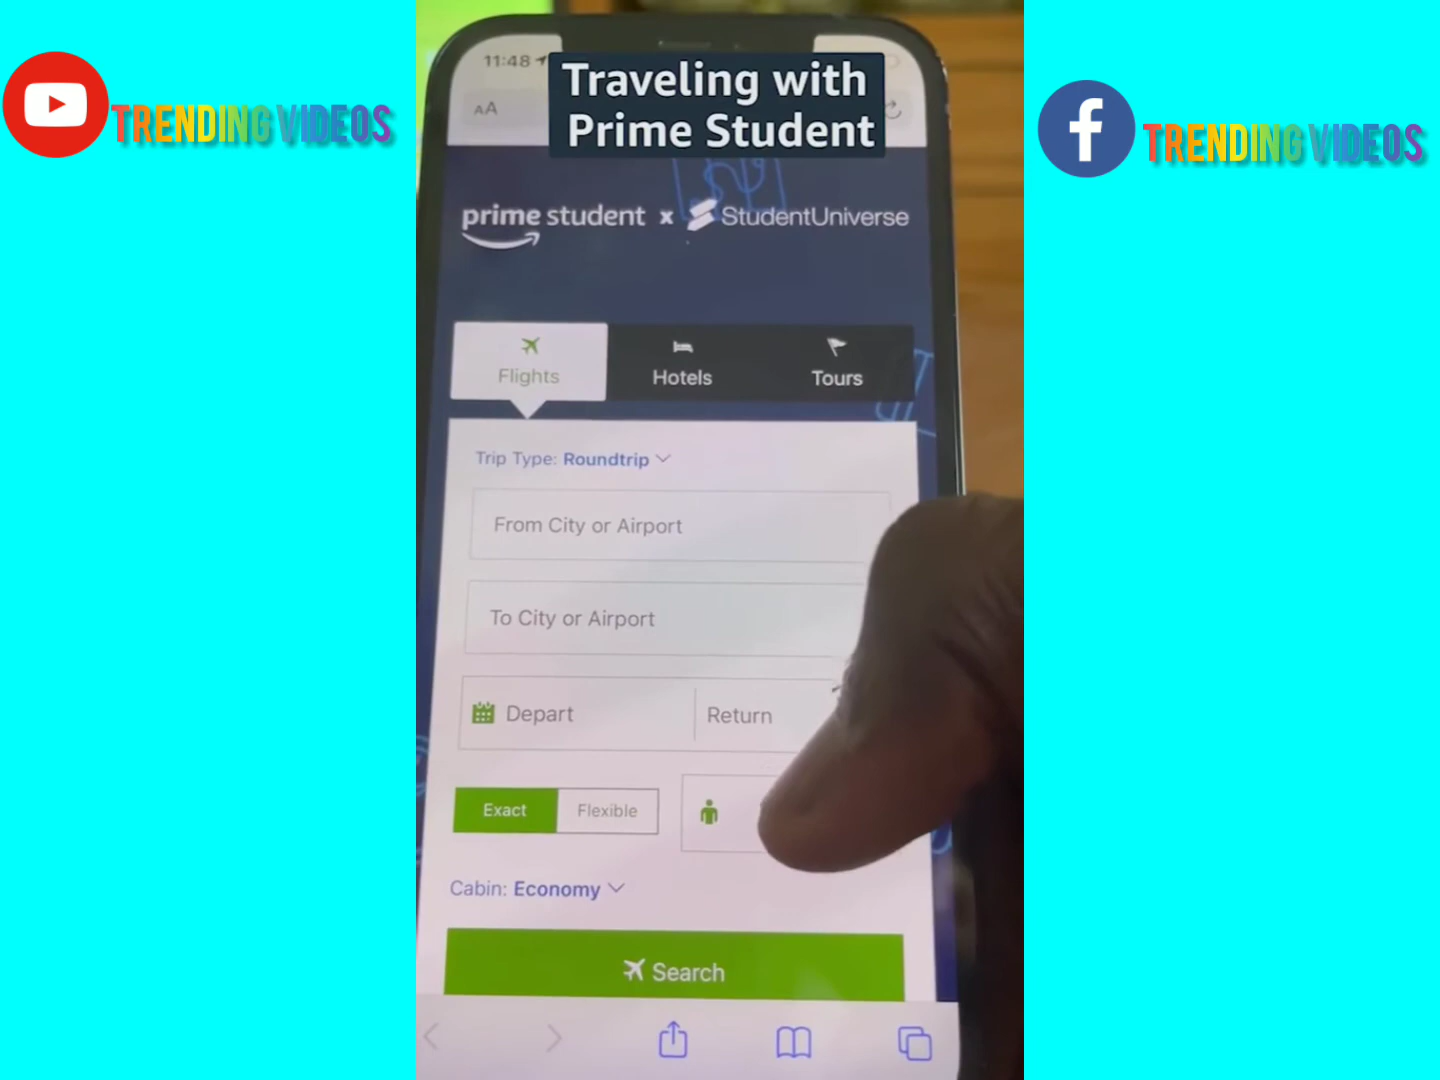 TRENDING VIDEOS
TRENDING VIDEOS
11:48
Traveling with
Prime Student
AA
prime student x StudentUniverse
Flights
Hotels
Tours
Trip Type: Roundtrip
From City or Airport
To City or Airport
Depart
Return
Exact
Flexible
Cabin: Economy
Search